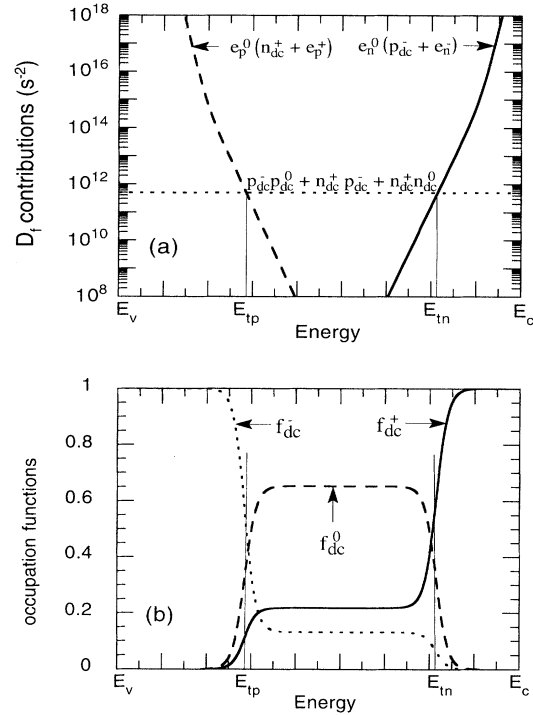 10^18
e_p^0 (n_dc^+ + e_p^+)
e_n^0 (p_dc^- + e_n^-)
10^16
10^14
p_dc^- p_dc^0 + n_dc^+ p_dc^- + n_dc^+ n_dc^0
10^12
10^10
(a)
10^8
D_f contributions (s^-2)
E_v
E_tp
E_tn
E_c
Energy
1
f_dc^-
f_dc^+
0.8
0.6
f_dc^0
0.4
0.2
(b)
0
occupation functions
E_v
E_tp
E_tn
E_c
Energy